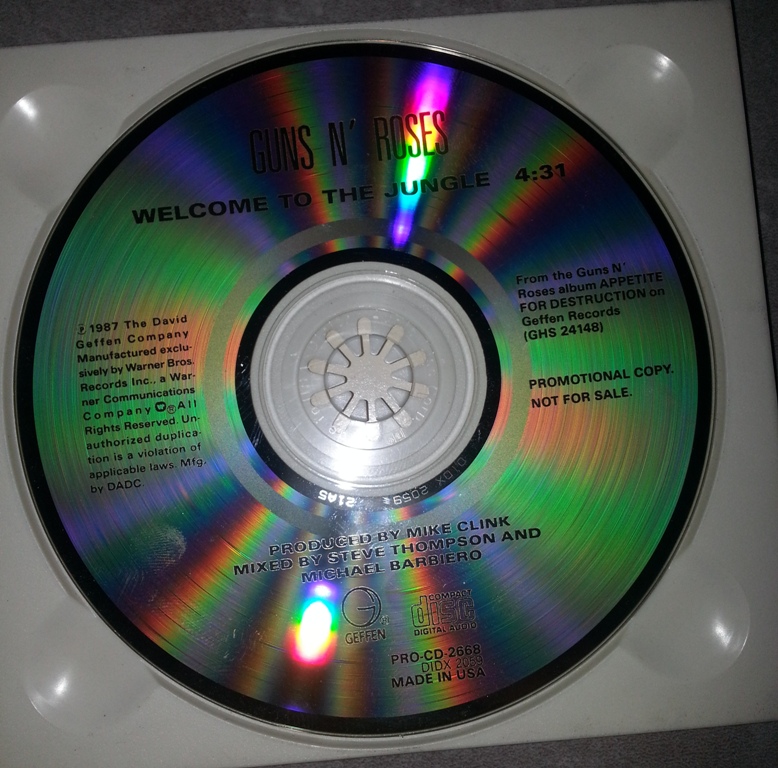 GUNS N' ROSES
WELCOME TO THE JUNGLE 4:31
℗ 1987 The David
Geffen Company
Manufactured exclu-
sively by Warner Bros.
Records Inc., a War-
ner Communications
Company ®All
Rights Reserved. Un-
authorized duplica-
tion is a violation of
applicable laws. Mfg.
by DADC.
From the Guns N'
Roses album APPETITE
FOR DESTRUCTION on
Geffen Records
(GHS 24148)
PROMOTIONAL COPY.
NOT FOR SALE.
DIDX 2059 21A5
PRODUCED BY MIKE CLINK
MIXED BY STEVE THOMPSON AND
MICHAEL BARBIERO
GEFFEN
COMPACT
disc
DIGITAL AUDIO
PRO-CD-2668
DIDX 2059
MADE IN USA